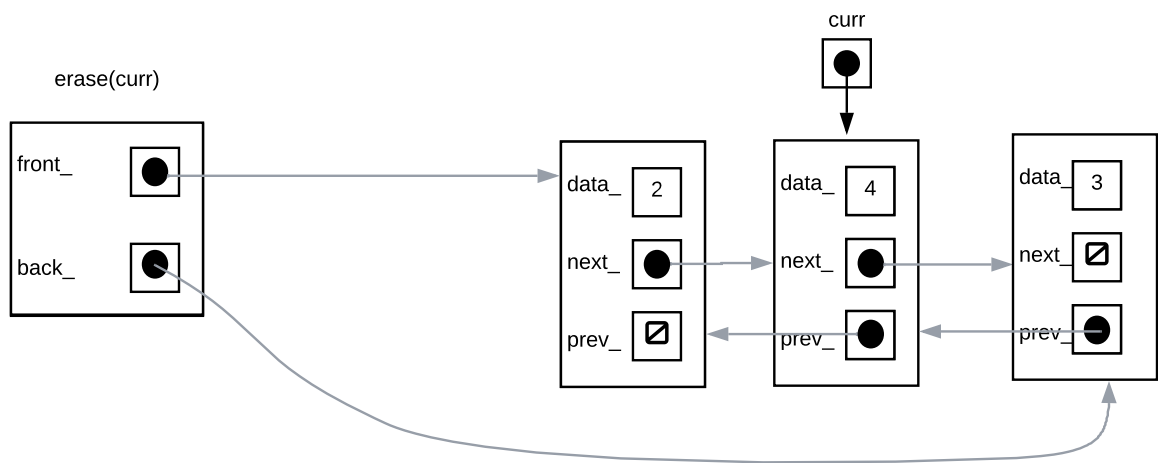 curr
erase(curr)
front_
back_
data_ 2
next_
prev_
data_ 4
next_
prev_
data_ 3
next_
prev_